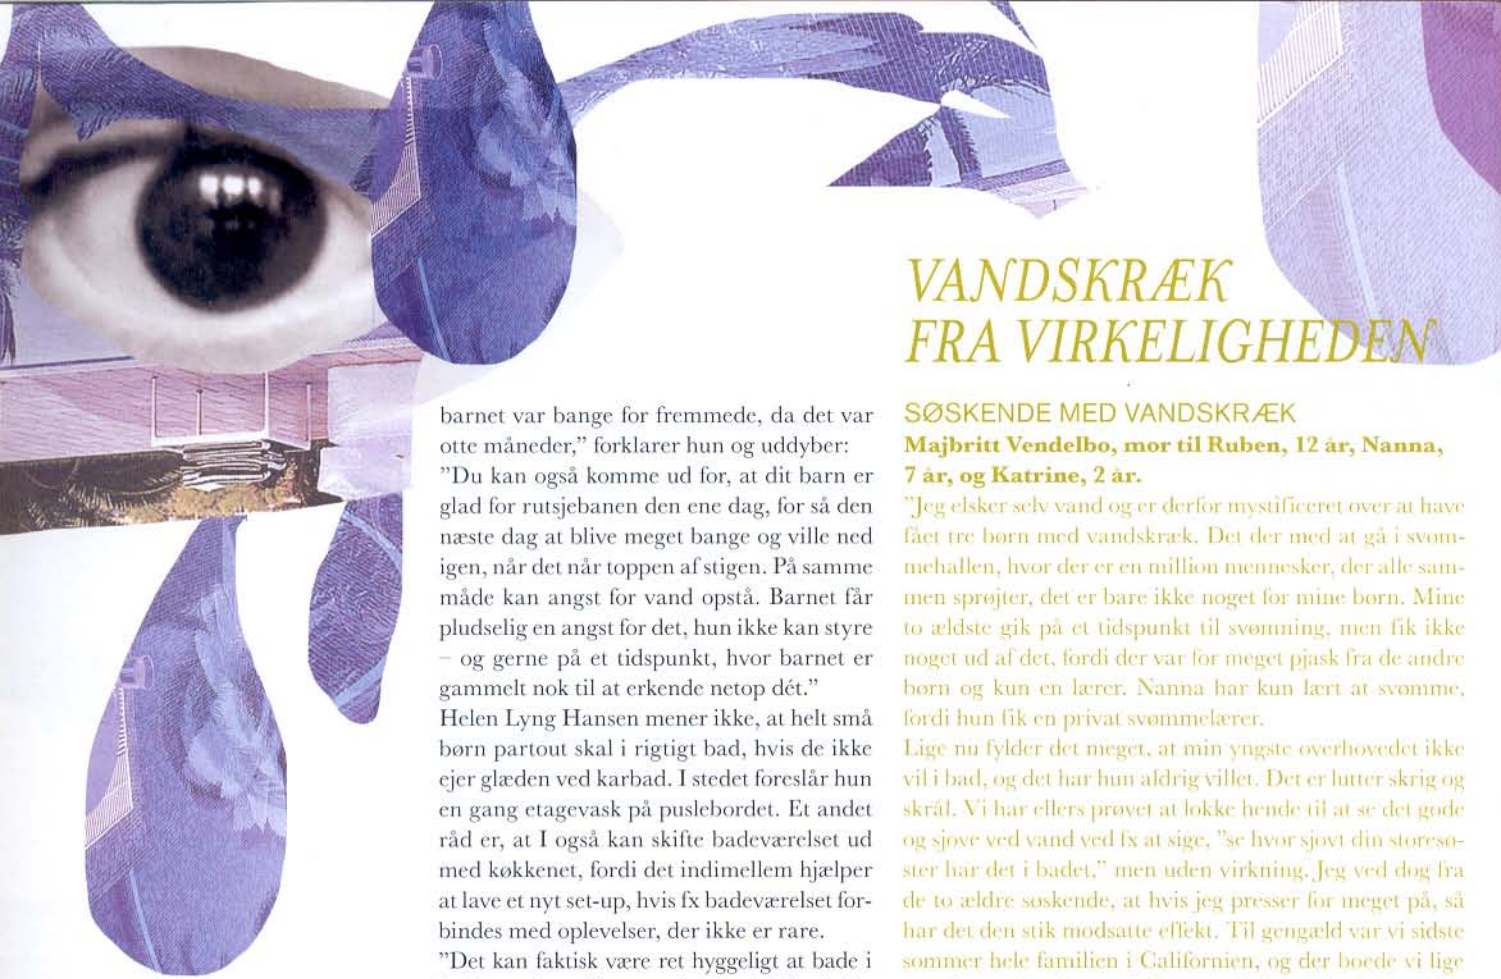 barnet var bange for fremmede, da det var
otte måneder,” forklarer hun og uddyber:
”Du kan også komme ud for, at dit barn er
glad for rutsjebanen den ene dag, for så den
næste dag at blive meget bange og ville ned
igen, når det når toppen af stigen. På samme
måde kan angst for vand opstå. Barnet får
pludselig en angst for det, hun ikke kan styre
– og gerne på et tidspunkt, hvor barnet er
gammelt nok til at erkende netop dét.”
Helen Lyng Hansen mener ikke, at helt små
børn partout skal i rigtigt bad, hvis de ikke
ejer glæden ved karbad. I stedet foreslår hun
en gang etagevask på puslebordet. Et andet
råd er, at I også kan skifte badeværelset ud
med køkkenet, fordi det indimellem hjælper
at lave et nyt set-up, hvis fx badeværelset for-
bindes med oplevelser, der ikke er rare.
”Det kan faktisk være ret hyggeligt at bade i
VANDSKRÆK
FRA VIRKELIGHEDEN
SØSKENDE MED VANDSKRÆK
Majbritt Vendelbo, mor til Ruben, 12 år, Nanna,
7 år, og Katrine, 2 år.
”Jeg elsker selv vand og er derfor mystificeret over at have
fået tre børn med vandskræk. Det der med at gå i svøm-
mehallen, hvor der er en million mennesker, der alle sam-
men sprøjter, det er bare ikke noget for mine børn. Mine
to ældste gik på et tidspunkt til svømning, men fik ikke
noget ud af det, fordi der var for meget pjask fra de andre
børn og kun en lærer. Nanna har kun lært at svømme,
fordi hun fik en privat svømmelærer.
Lige nu fylder det meget, at min yngste overhovedet ikke
vil i bad, og det har hun aldrig villet. Det er lutter skrig og
skrål. Vi har ellers prøvet at lokke hende til at se det gode
og sjove ved vand ved fx at sige, ”se hvor sjovt din storesø-
ster har det i badet,” men uden virkning. Jeg ved dog fra
de to ældre søskende, at hvis jeg presser for meget på, så
har det den stik modsatte effekt. Til gengæld var vi sidste
sommer hele familien i Californien, og der boede vi lige